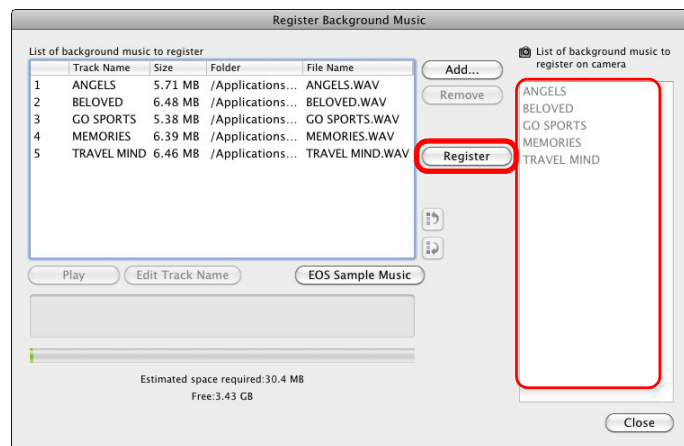 Register Background Music
List of background music to register
Track Name Size Folder File Name
1 ANGELS 5.71 MB /Applications... ANGELS.WAV
2 BELOVED 6.48 MB /Applications... BELOVED.WAV
3 GO SPORTS 5.38 MB /Applications... GO SPORTS.WAV
4 MEMORIES 6.39 MB /Applications... MEMORIES.WAV
5 TRAVEL MIND 6.46 MB /Applications... TRAVEL MIND.WAV
Add...
Remove
Register
Play
Edit Track Name
EOS Sample Music
Estimated space required:30.4 MB
Free:3.43 GB
List of background music to
register on camera
ANGELS
BELOVED
GO SPORTS
MEMORIES
TRAVEL MIND
Close